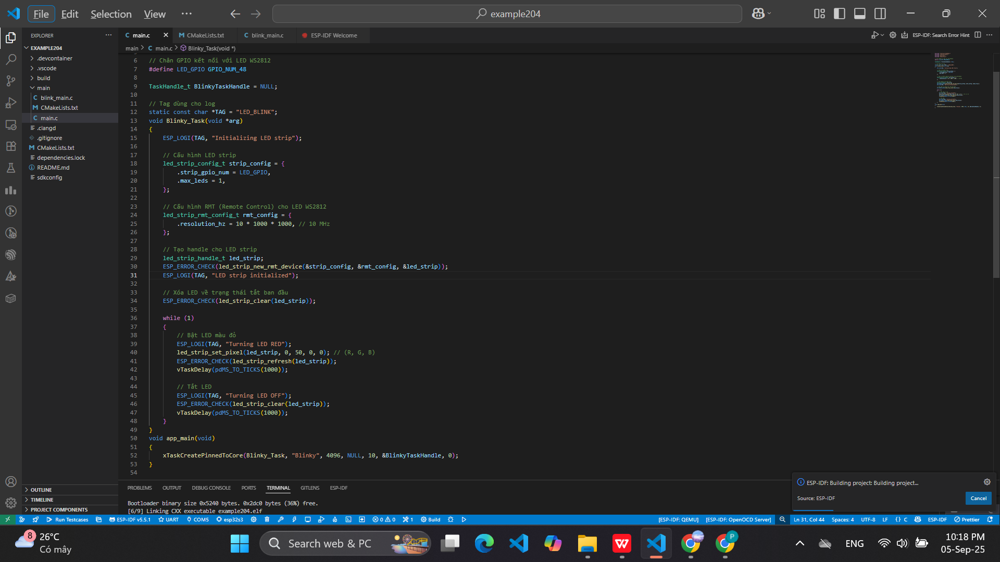 File Edit Selection View ··· example204
EXPLORER ···
EXAMPLE204
.devcontainer
.vscode
build
main
blink_main.c
CMakeLists.txt
main.c
.clangd
.gitignore
CMakeLists.txt
dependencies.lock
README.md
sdkconfig
OUTLINE
TIMELINE
PROJECT COMPONENTS
main.c CMakeLists.txt blink_main.c ESP-IDF Welcome
ESP-IDF: Search Error Hint ···
main > C main.c > Blinky_Task(void *)
6 // Chân GPIO kết nối với LED WS2812
7 #define LED_GPIO GPIO_NUM_48
8
9 TaskHandle_t BlinkyTaskHandle = NULL;
10
11 // Tag dùng cho log
12 static const char *TAG = "LED_BLINK";
13 void Blinky_Task(void *arg)
14 {
15 ESP_LOGI(TAG, "Initializing LED strip");
16
17 // Cấu hình LED strip
18 led_strip_config_t strip_config = {
19 .strip_gpio_num = LED_GPIO,
20 .max_leds = 1,
21 };
22
23 // Cấu hình RMT (Remote Control) cho LED WS2812
24 led_strip_rmt_config_t rmt_config = {
25 .resolution_hz = 10 * 1000 * 1000, // 10 MHz
26 };
27
28 // Tạo handle cho LED strip
29 led_strip_handle_t led_strip;
30 ESP_ERROR_CHECK(led_strip_new_rmt_device(&strip_config, &rmt_config, &led_strip));
31 ESP_LOGI(TAG, "LED strip initialized");
32
33 // Xóa LED về trạng thái tắt ban đầu
34 ESP_ERROR_CHECK(led_strip_clear(led_strip));
35
36 while (1)
37 {
38 // Bật LED màu đỏ
39 ESP_LOGI(TAG, "Turning LED RED");
40 led_strip_set_pixel(led_strip, 0, 50, 0, 0); // (R, G, B)
41 ESP_ERROR_CHECK(led_strip_refresh(led_strip));
42 vTaskDelay(pdMS_TO_TICKS(1000));
43
44 // Tắt LED
45 ESP_LOGI(TAG, "Turning LED OFF");
46 ESP_ERROR_CHECK(led_strip_clear(led_strip));
47 vTaskDelay(pdMS_TO_TICKS(1000));
48 }
49 }
50 void app_main(void)
51 {
52 xTaskCreatePinnedToCore(Blinky_Task, "Blinky", 4096, NULL, 10, &BlinkyTaskHandle, 0);
53 }
54
PROBLEMS OUTPUT DEBUG CONSOLE PORTS TERMINAL GITLENS ESP-IDF
Bootloader binary size 0x5240 bytes. 0x2dc0 bytes (36%) free.
[6/9] Linking CXX executable example204.elf
ESP-IDF: Building project: Building project...
Source: ESP-IDF
Cancel
Run Testcases ESP-IDF v5.5.1 UART COM5 esp32s3 0 0 1 Build [ESP-IDF: QEMU] [ESP-IDF: OpenOCD Server] Ln 31, Col 44 Spaces: 4 UTF-8 LF {} C ESP-IDF Prettier
8
26°C
Có mây
Search web & PC
ENG
10:18 PM
05-Sep-25